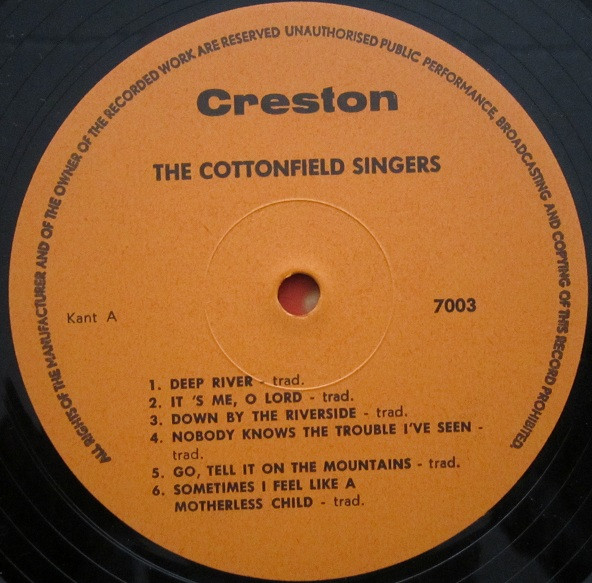 ALL RIGHTS OF THE MANUFACTURER AND OF THE OWNER OF THE RECORDED WORK ARE RESERVED UNAUTHORISED PUBLIC PERFORMANCE, BROADCASTING AND COPYING OF THIS RECORD PROHIBITED.
Creston
THE COTTONFIELD SINGERS
Kant A
7003
1. DEEP RIVER - trad.
2. IT 'S ME, O LORD - trad.
3. DOWN BY THE RIVERSIDE - trad.
4. NOBODY KNOWS THE TROUBLE I'VE SEEN -
trad.
5. GO, TELL IT ON THE MOUNTAINS - trad.
6. SOMETIMES I FEEL LIKE A
MOTHERLESS CHILD - trad.